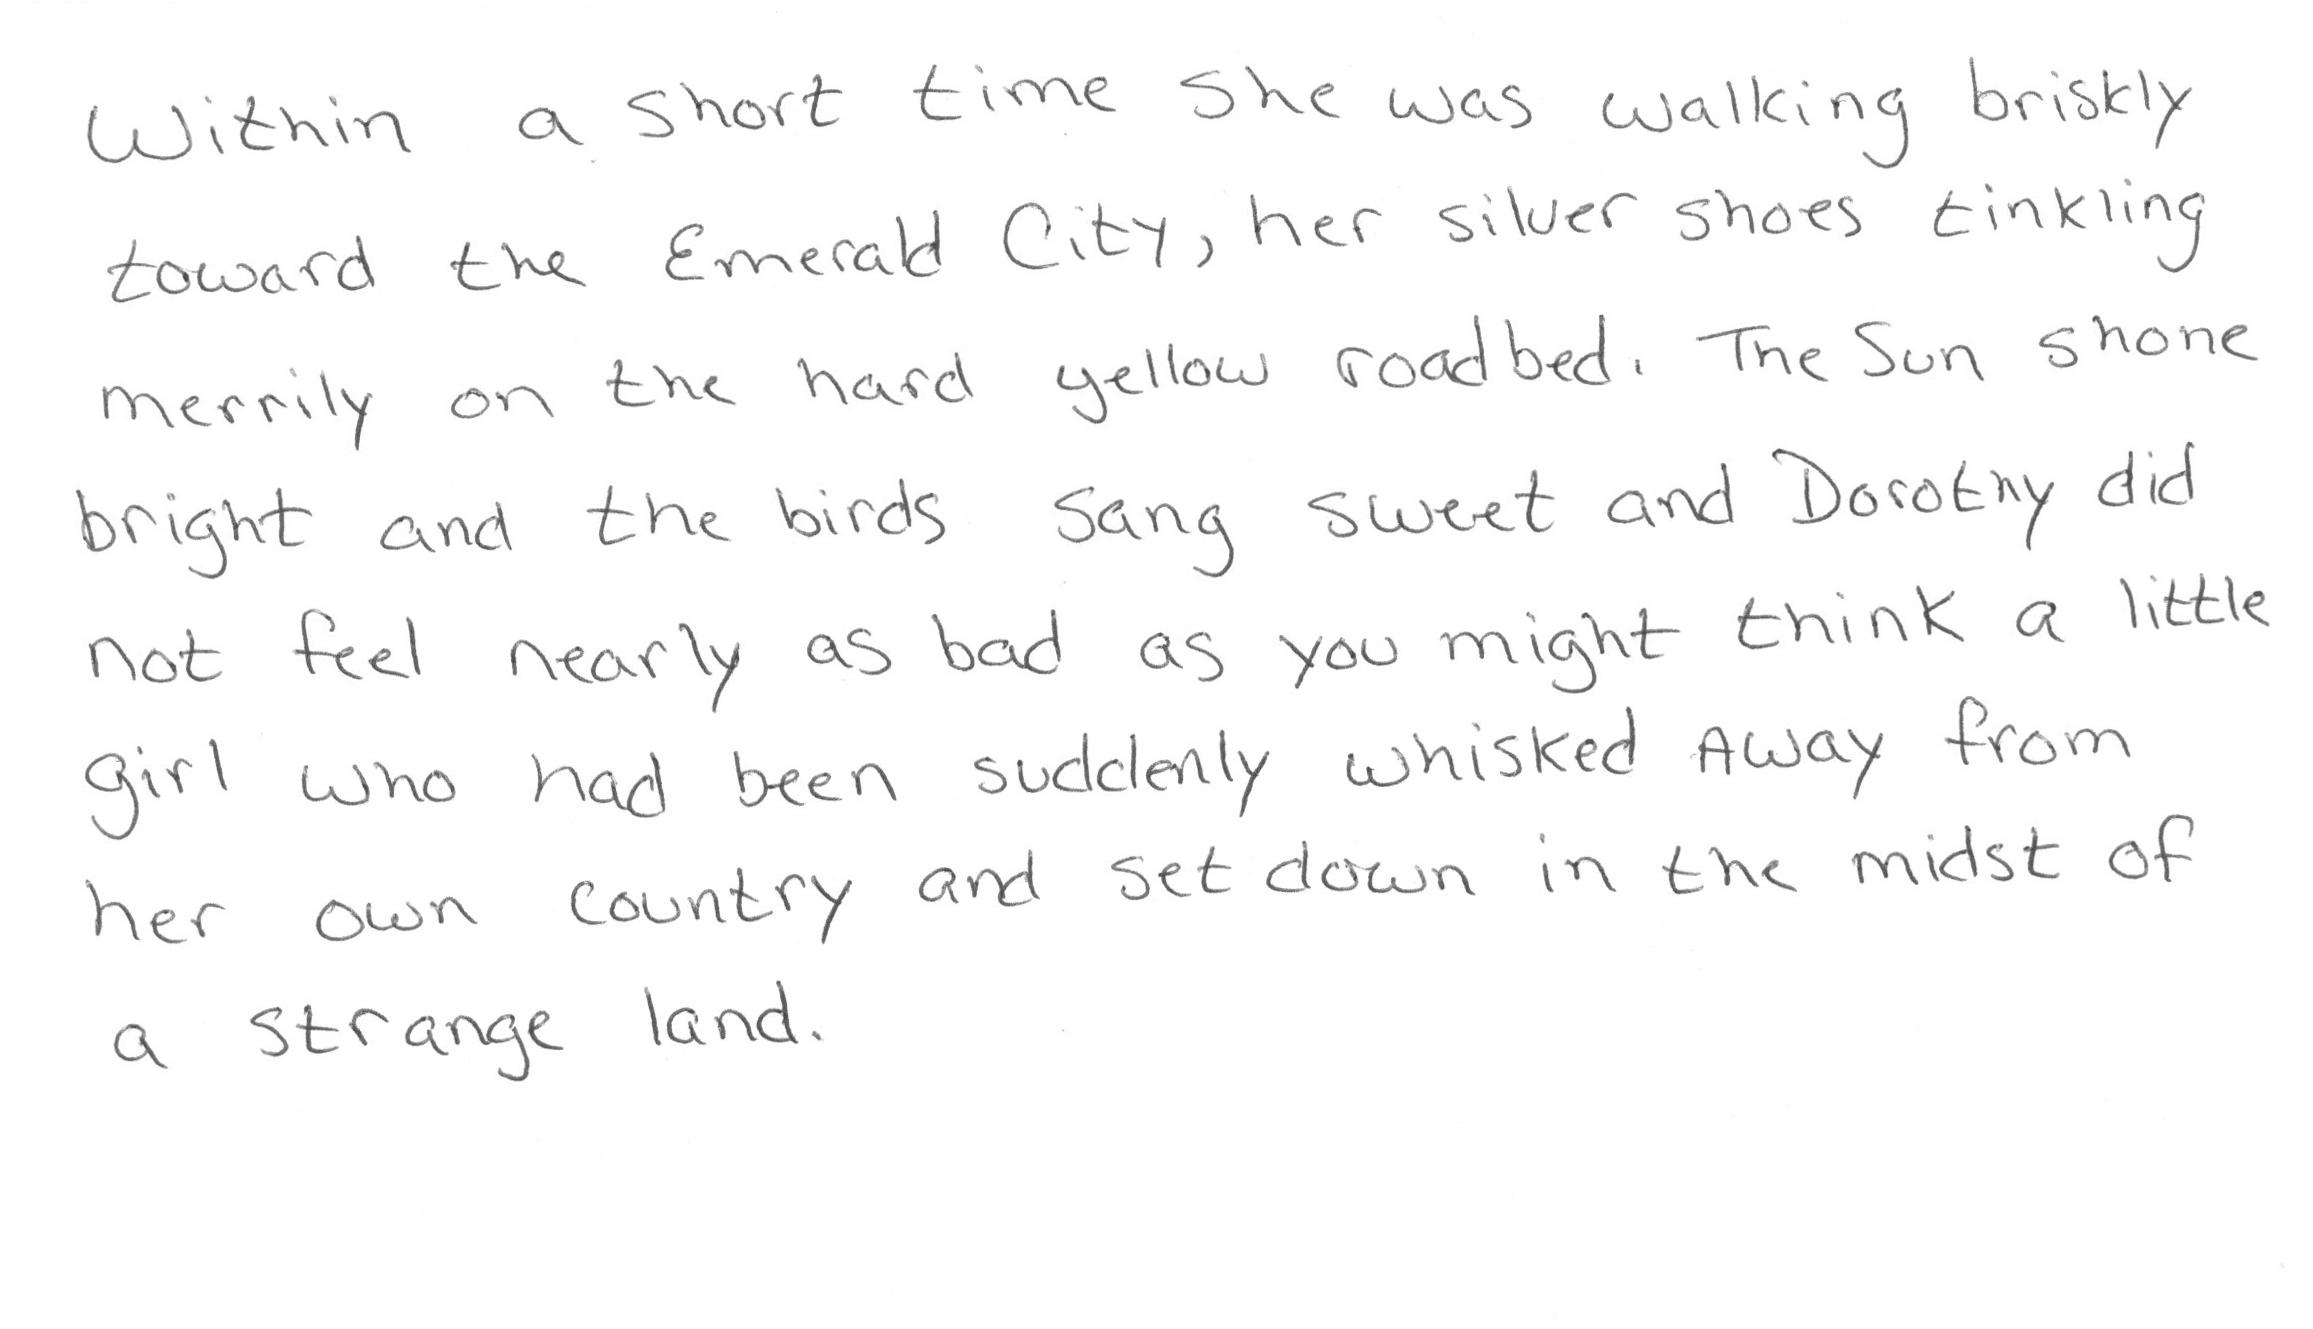 Within a short time she was walking briskly
toward the Emerald City, her silver shoes tinkling
merrily on the hard yellow roadbed. The Sun shone
bright and the birds sang sweet and Dorothy did
not feel nearly as bad as you might think a little
girl who had been suddenly whisked Away from
her own country and set down in the midst of
a strange land.